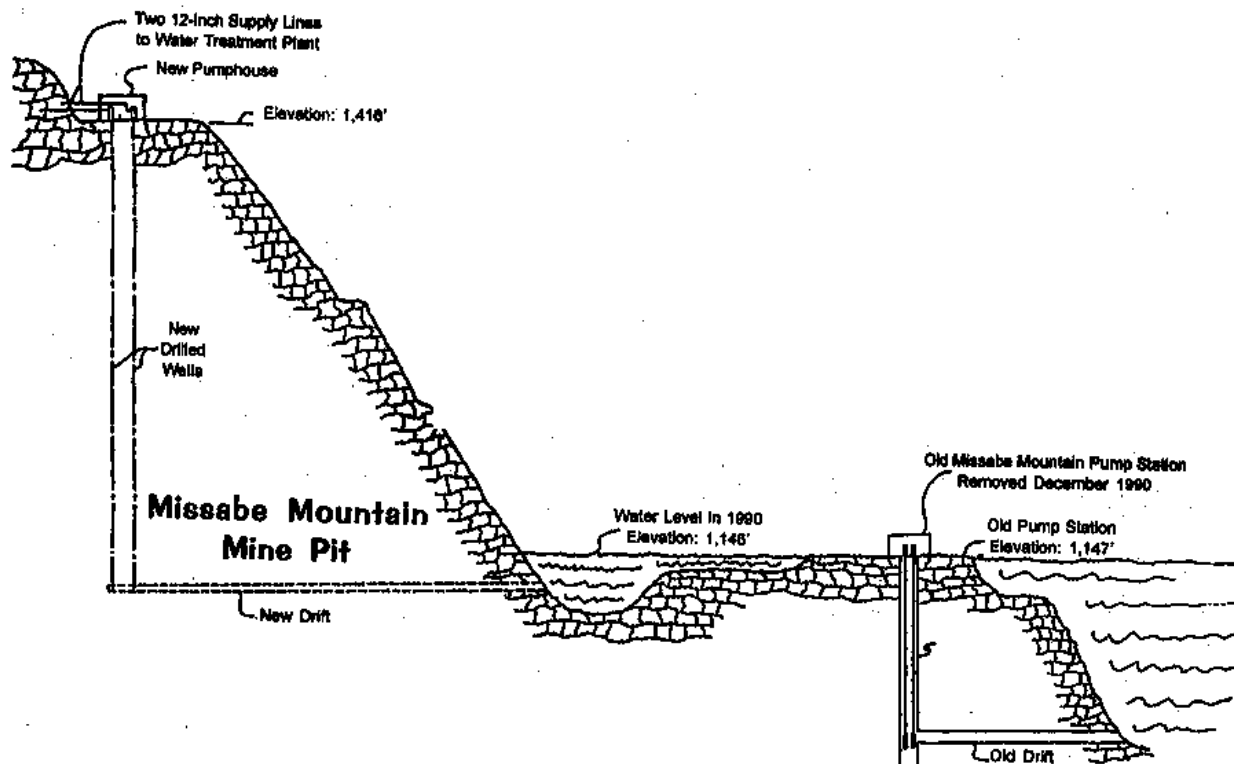 Two 12-Inch Supply Lines
to Water Treatment Plant
New Pumphouse
Elevation: 1,416'
New
Drilled
Wells
Missabe Mountain
Mine Pit
Old Missabe Mountain Pump Station
Removed December 1990
Water Level in 1990
Elevation: 1,146'
Old Pump Station
Elevation: 1,147'
New Drift
Old Drift